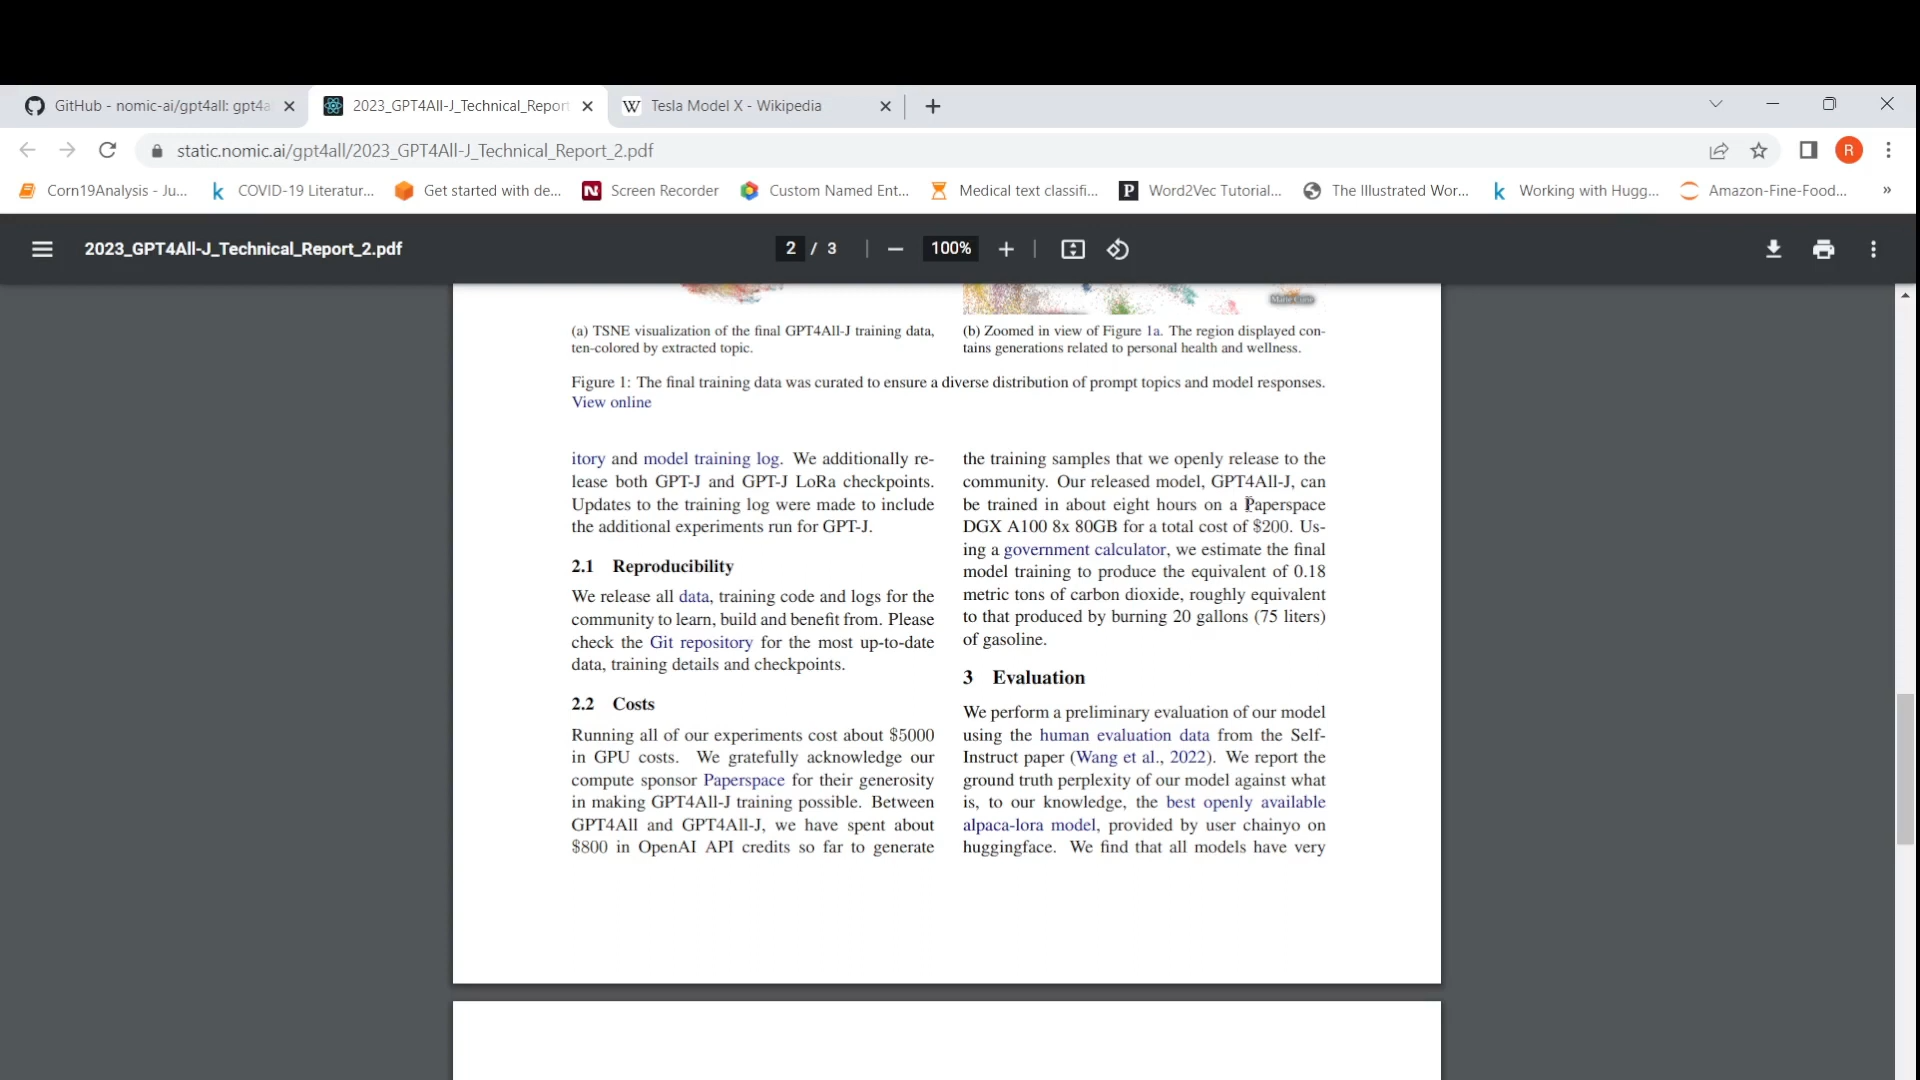 GitHub - nomic-ai/gpt4all: gpt4a
2023_GPT4All-J_Technical_Report
Tesla Model X - Wikipedia
static.nomic.ai/gpt4all/2023_GPT4All-J_Technical_Report_2.pdf
R
Corn19Analysis - Ju...
COVID-19 Literatur...
Get started with de...
Screen Recorder
Custom Named Ent...
Medical text classifi...
Word2Vec Tutorial...
The Illustrated Wor...
Working with Hugg...
Amazon-Fine-Food...
»
2023_GPT4All-J_Technical_Report_2.pdf
2 / 3
100%
Marie Curie
(a) TSNE visualization of the final GPT4All-J training data,
ten-colored by extracted topic.
(b) Zoomed in view of Figure 1a. The region displayed con-
tains generations related to personal health and wellness.
Figure 1: The final training data was curated to ensure a diverse distribution of prompt topics and model responses.
View online
itory and model training log. We additionally re-
lease both GPT-J and GPT-J LoRa checkpoints.
Updates to the training log were made to include
the additional experiments run for GPT-J.
2.1 Reproducibility
We release all data, training code and logs for the
community to learn, build and benefit from. Please
check the Git repository for the most up-to-date
data, training details and checkpoints.
2.2 Costs
Running all of our experiments cost about $5000
in GPU costs. We gratefully acknowledge our
compute sponsor Paperspace for their generosity
in making GPT4All-J training possible. Between
GPT4All and GPT4All-J, we have spent about
$800 in OpenAI API credits so far to generate
the training samples that we openly release to the
community. Our released model, GPT4All-J, can
be trained in about eight hours on a Paperspace
DGX A100 8x 80GB for a total cost of $200. Us-
ing a government calculator, we estimate the final
model training to produce the equivalent of 0.18
metric tons of carbon dioxide, roughly equivalent
to that produced by burning 20 gallons (75 liters)
of gasoline.
3 Evaluation
We perform a preliminary evaluation of our model
using the human evaluation data from the Self-
Instruct paper (Wang et al., 2022). We report the
ground truth perplexity of our model against what
is, to our knowledge, the best openly available
alpaca-lora model, provided by user chainyo on
huggingface. We find that all models have very